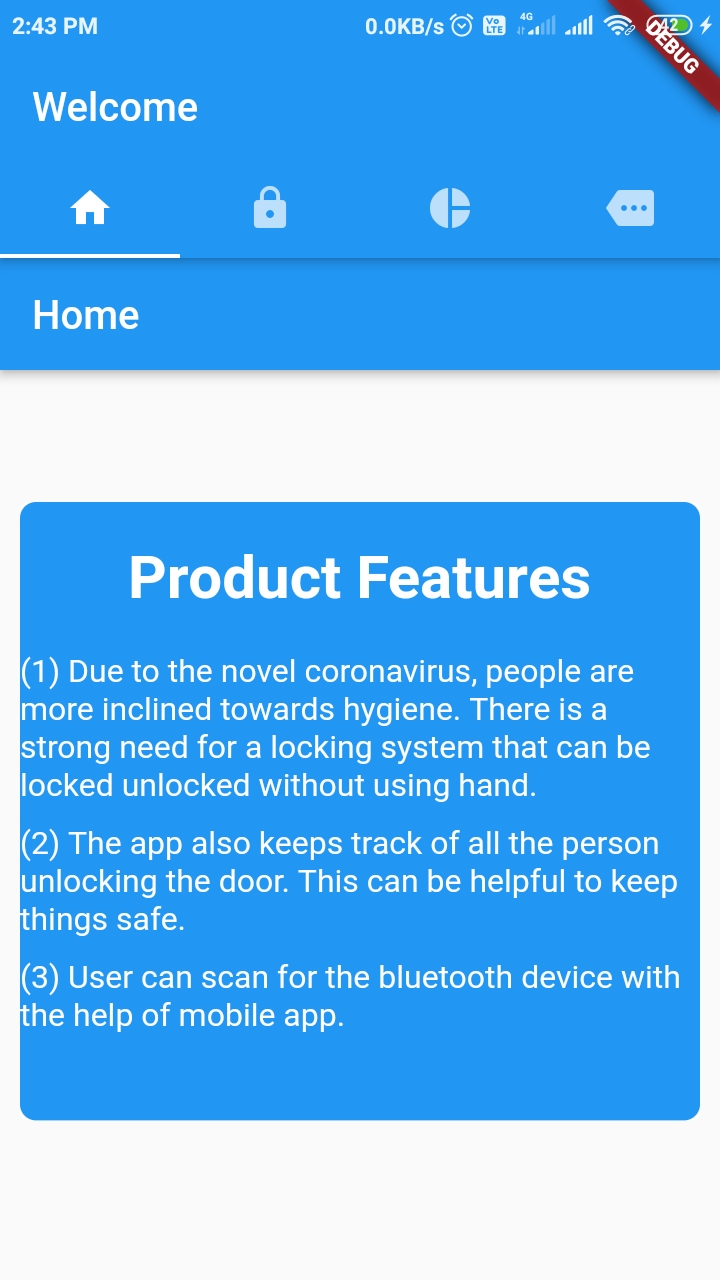 2:43 PM
0.0KB/s Vo LTE 4G 42
DEBUG
Welcome
Home
Product Features
(1) Due to the novel coronavirus, people are
more inclined towards hygiene. There is a
strong need for a locking system that can be
locked unlocked without using hand.
(2) The app also keeps track of all the person
unlocking the door. This can be helpful to keep
things safe.
(3) User can scan for the bluetooth device with
the help of mobile app.